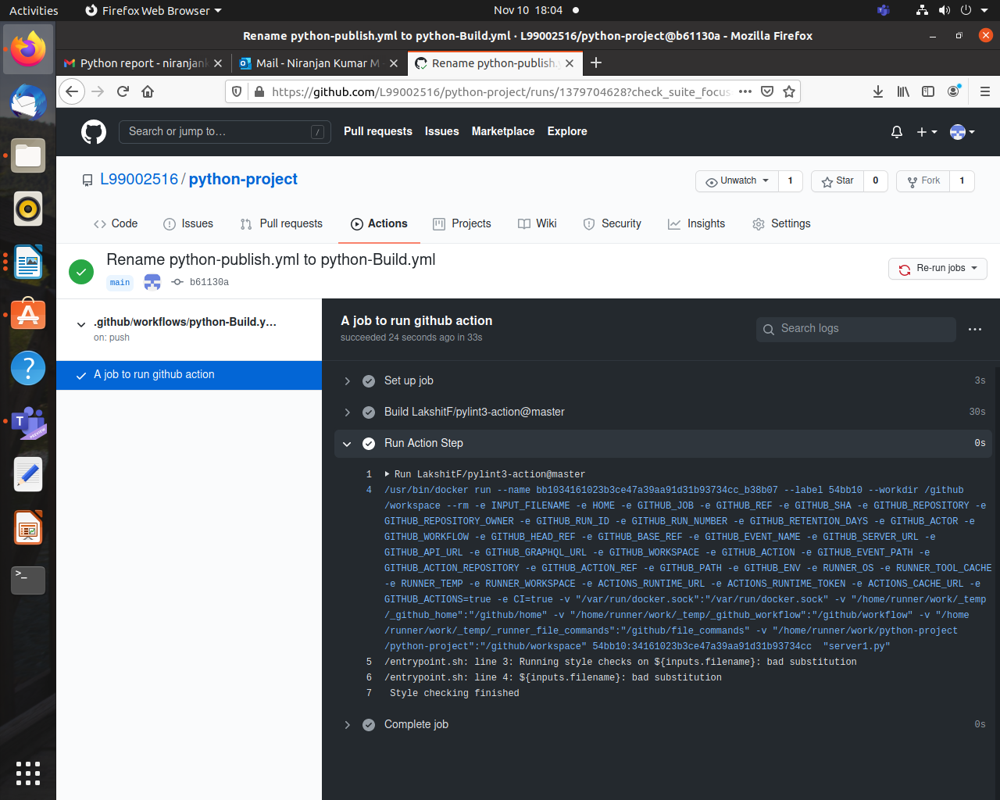 Activities
Firefox Web Browser
Nov 10 18:04
Rename python-publish.yml to python-Build.yml · L99002516/python-project@b61130a - Mozilla Firefox
Python report - niranjank
Mail - Niranjan Kumar M
Rename python-publish.y
https://github.com/L99002516/python-project/runs/1379704628?check_suite_focus
Search or jump to…
/
Pull requests
Issues
Marketplace
Explore
L99002516 / python-project
Unwatch
1
Star
0
Fork
1
Code
Issues
Pull requests
Actions
Projects
Wiki
Security
Insights
Settings
Rename python-publish.yml to python-Build.yml
main
b61130a
Re-run jobs
.github/workflows/python-Build.y…
on: push
A job to run github action
A job to run github action
succeeded 24 seconds ago in 33s
Search logs
Set up job
3s
Build LakshitF/pylint3-action@master
30s
Run Action Step
0s
1 Run LakshitF/pylint3-action@master
4 /usr/bin/docker run --name bb1034161023b3ce47a39aa91d31b93734cc_b38b07 --label 54bb10 --workdir /github
/workspace --rm -e INPUT_FILENAME -e HOME -e GITHUB_JOB -e GITHUB_REF -e GITHUB_SHA -e GITHUB_REPOSITORY -e
GITHUB_REPOSITORY_OWNER -e GITHUB_RUN_ID -e GITHUB_RUN_NUMBER -e GITHUB_RETENTION_DAYS -e GITHUB_ACTOR -e
GITHUB_WORKFLOW -e GITHUB_HEAD_REF -e GITHUB_BASE_REF -e GITHUB_EVENT_NAME -e GITHUB_SERVER_URL -e
GITHUB_API_URL -e GITHUB_GRAPHQL_URL -e GITHUB_WORKSPACE -e GITHUB_ACTION -e GITHUB_EVENT_PATH -e
GITHUB_ACTION_REPOSITORY -e GITHUB_ACTION_REF -e GITHUB_PATH -e GITHUB_ENV -e RUNNER_OS -e RUNNER_TOOL_CACHE
-e RUNNER_TEMP -e RUNNER_WORKSPACE -e ACTIONS_RUNTIME_URL -e ACTIONS_RUNTIME_TOKEN -e ACTIONS_CACHE_URL -e
GITHUB_ACTIONS=true -e CI=true -v "/var/run/docker.sock":"/var/run/docker.sock" -v "/home/runner/work/_temp
/_github_home":"/github/home" -v "/home/runner/work/_temp/_github_workflow":"/github/workflow" -v "/home
/runner/work/_temp/_runner_file_commands":"/github/file_commands" -v "/home/runner/work/python-project
/python-project":"/github/workspace" 54bb10:34161023b3ce47a39aa91d31b93734cc  "server1.py"
5 /entrypoint.sh: line 3: Running style checks on ${inputs.filename}: bad substitution
6 /entrypoint.sh: line 4: ${inputs.filename}: bad substitution
7  Style checking finished
Complete job
0s